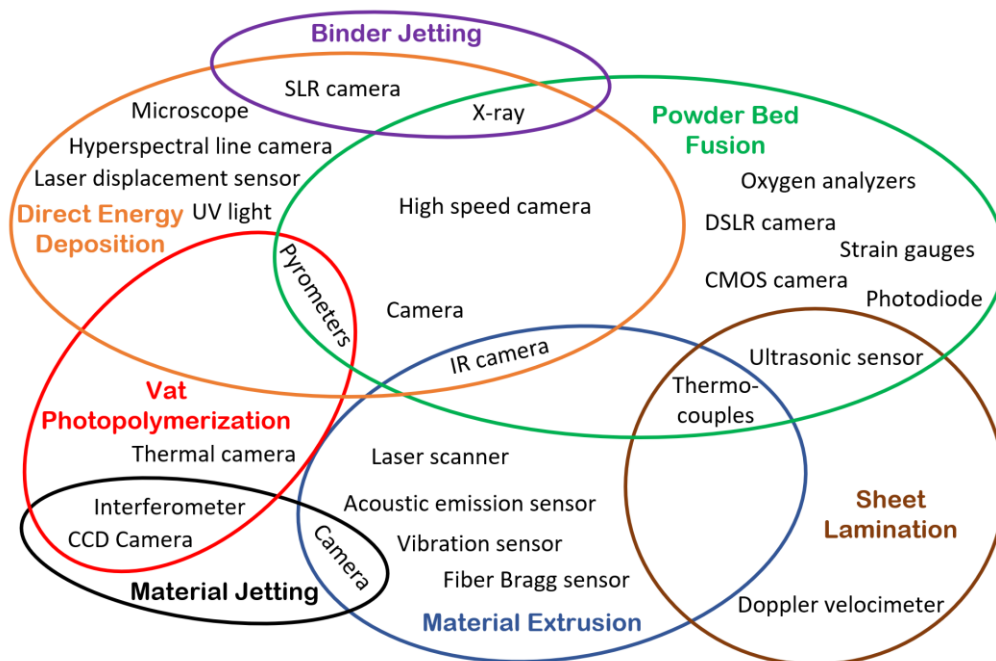 Binder Jetting
SLR camera
Microscope
X-ray
Powder Bed
Fusion
Hyperspectral line camera
Laser displacement sensor
Oxygen analyzers
Direct Energy
Deposition
UV light
High speed camera
DSLR camera
Strain gauges
Pyrometers
CMOS camera
Photodiode
Camera
IR camera
Ultrasonic sensor
Thermo-
couples
Vat
Photopolymerization
Thermal camera
Laser scanner
Interferometer
Acoustic emission sensor
Sheet
Lamination
CCD Camera
Camera
Vibration sensor
Fiber Bragg sensor
Material Jetting
Material Extrusion
Doppler velocimeter